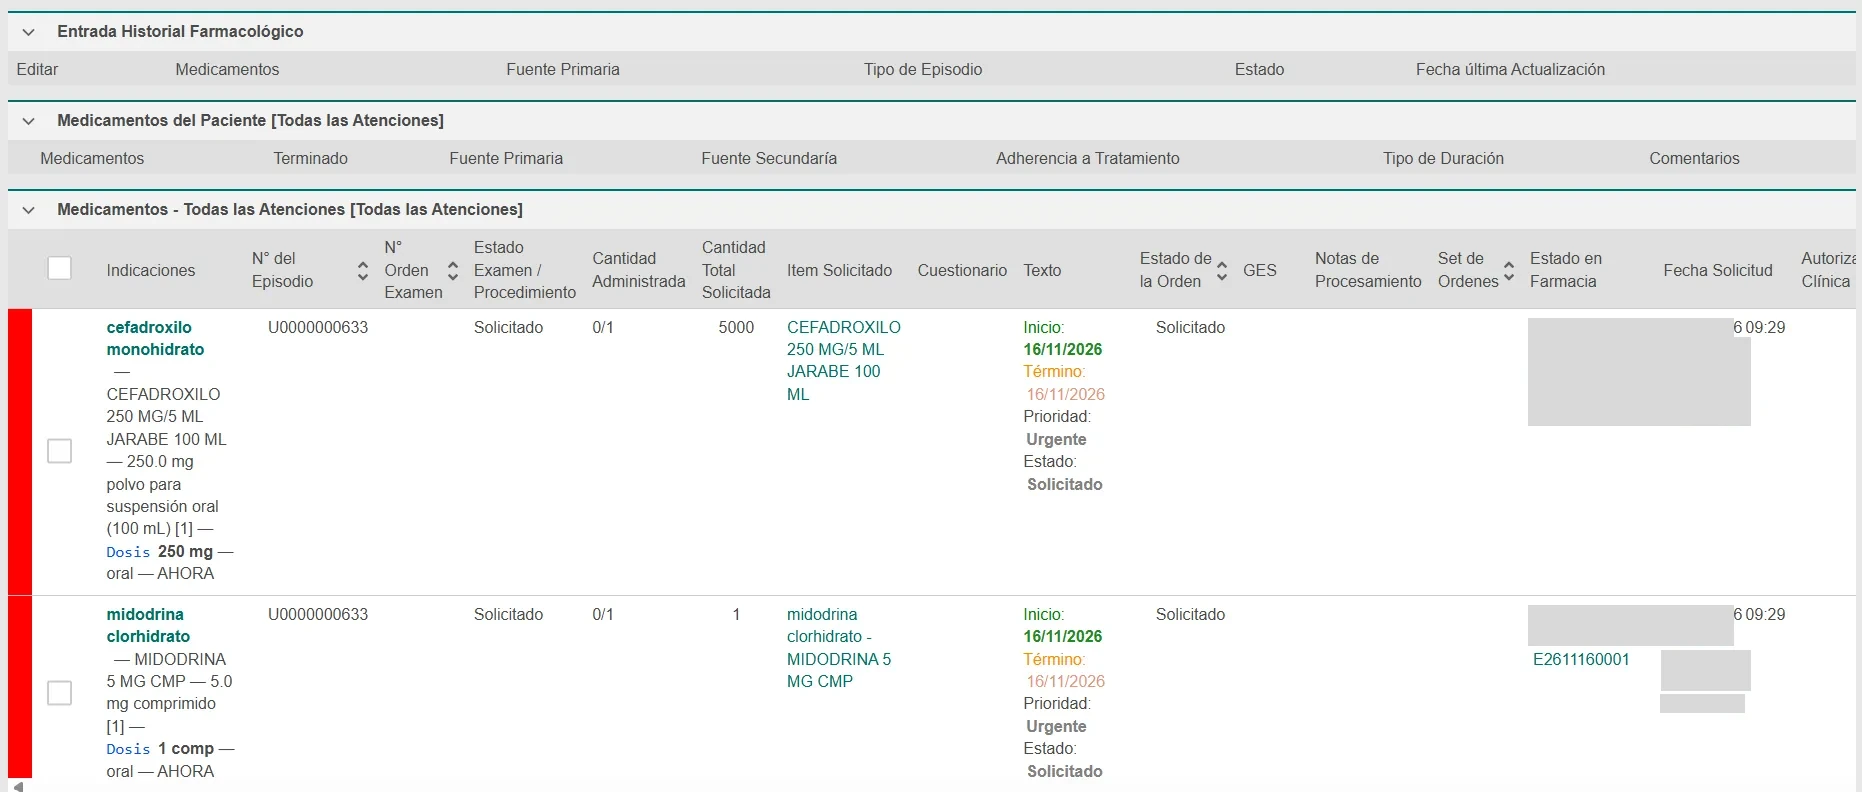 Entrada Historial Farmacológico
Editar Medicamentos Fuente Primaria Tipo de Episodio Estado Fecha última Actualización
Medicamentos del Paciente [Todas las Atenciones]
Medicamentos Terminado Fuente Primaria Fuente Secundaría Adherencia a Tratamiento Tipo de Duración Comentarios
Medicamentos - Todas las Atenciones [Todas las Atenciones]
Indicaciones
N° del
Episodio
N°
Orden
Examen
Estado
Examen /
Procedimiento
Cantidad
Administrada
Cantidad
Total
Solicitada
Item Solicitado
Cuestionario
Texto
Estado de
la Orden
GES
Notas de
Procesamiento
Set de
Ordenes
Estado en
Farmacia
Fecha Solicitud
Autoriza
Clínica
cefadroxilo
monohidrato
—
CEFADROXILO
250 MG/5 ML
JARABE 100 ML
— 250.0 mg
polvo para
suspensión oral
(100 mL) [1] —
Dosis 250 mg —
oral — AHORA
U0000000633
Solicitado
0/1
5000
CEFADROXILO
250 MG/5 ML
JARABE 100
ML
Inicio:
16/11/2026
Término:
16/11/2026
Prioridad:
Urgente
Estado:
Solicitado
Solicitado
6 09:29
midodrina
clorhidrato
— MIDODRINA
5 MG CMP — 5.0
mg comprimido
[1] —
Dosis 1 comp —
oral — AHORA
U0000000633
Solicitado
0/1
1
midodrina
clorhidrato -
MIDODRINA 5
MG CMP
Inicio:
16/11/2026
Término:
16/11/2026
Prioridad:
Urgente
Estado:
Solicitado
Solicitado
6 09:29
E2611160001